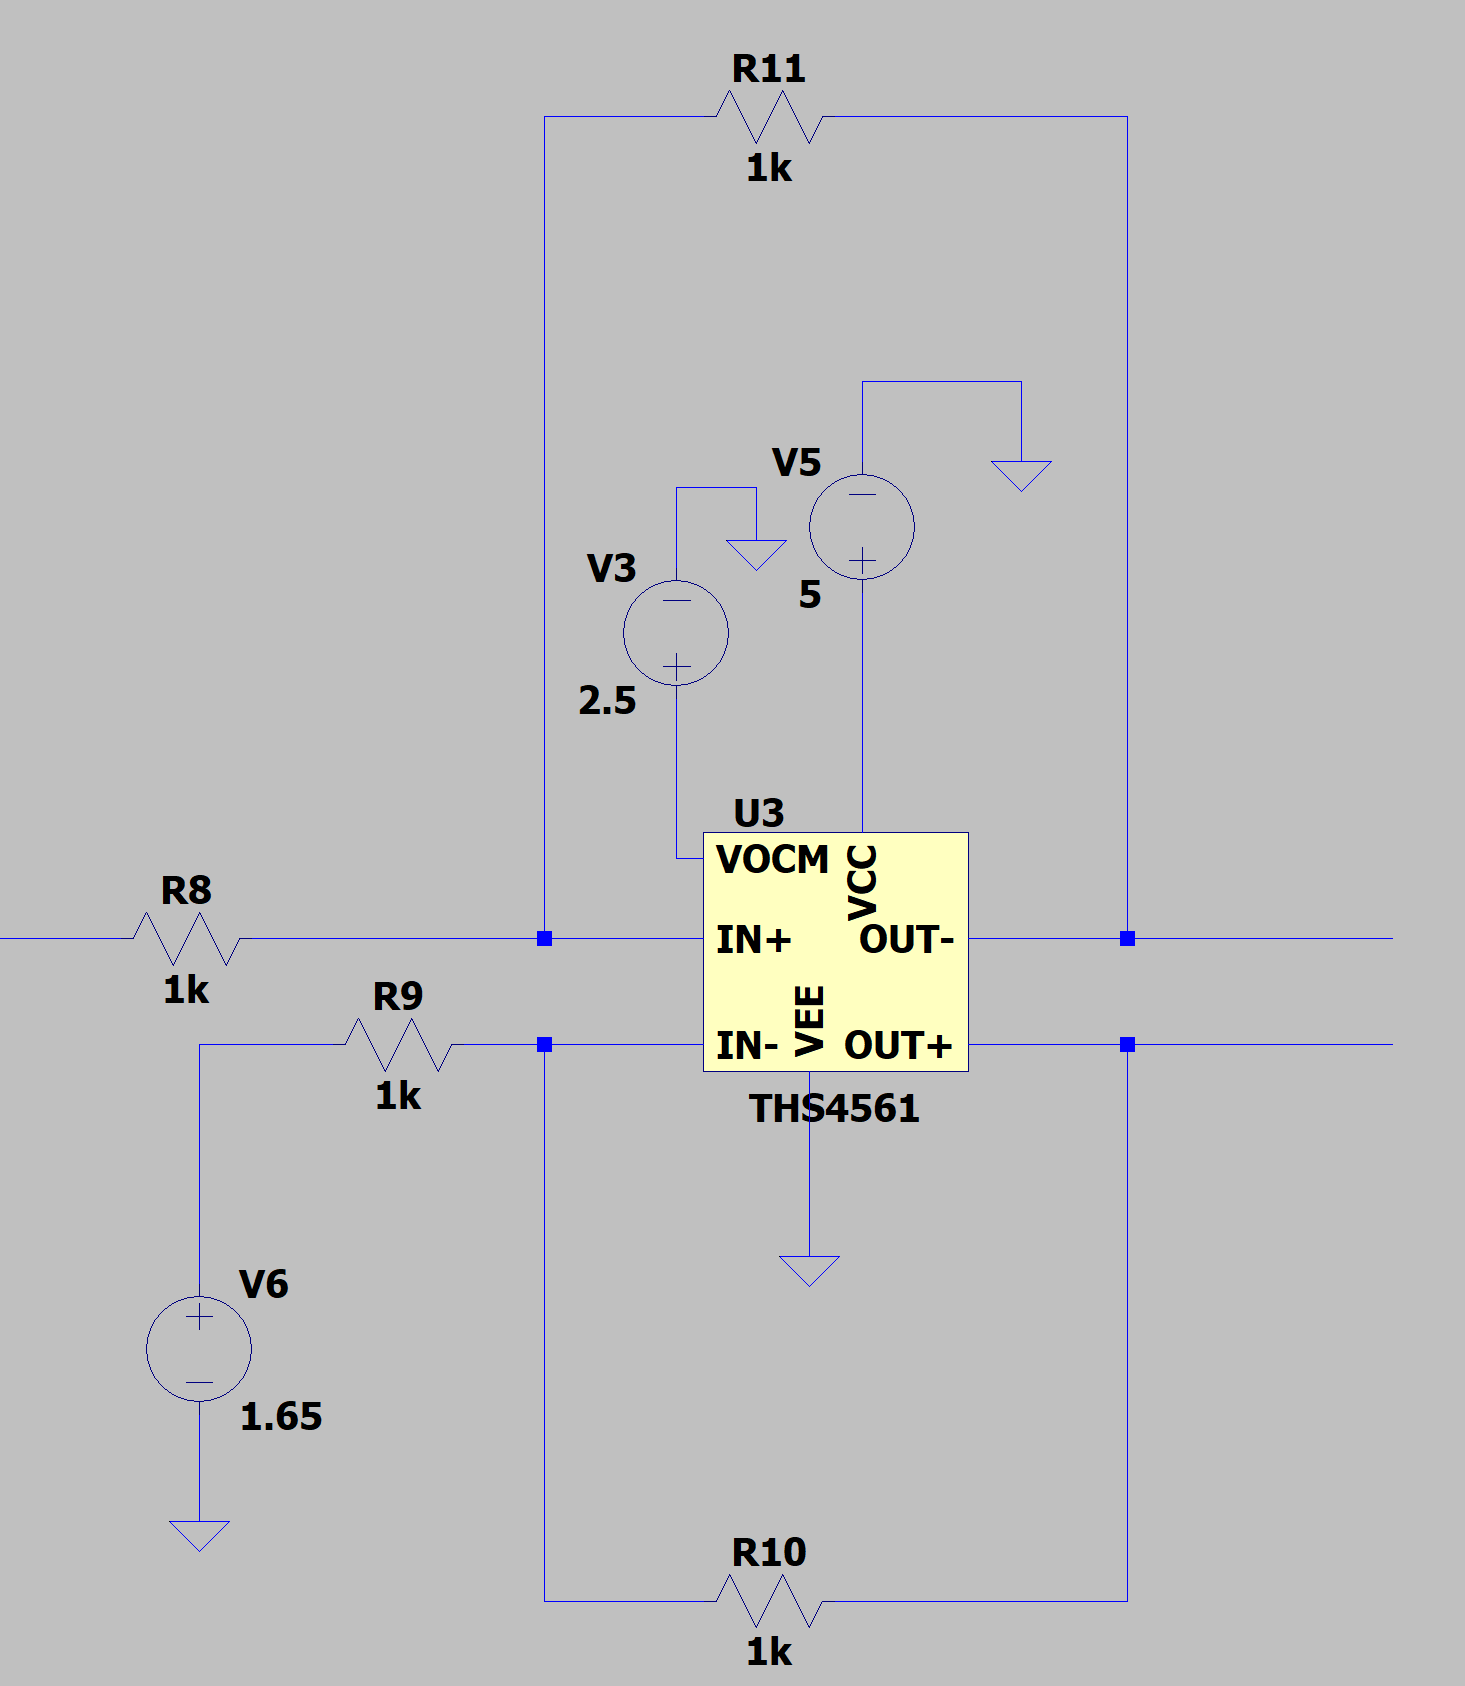 R11
1k
V5
V3
5
2.5
U3
VOCM
VCC
R8
IN+
OUT-
1k
R9
VEE
IN-
OUT+
1k
THS4561
V6
1.65
R10
1k